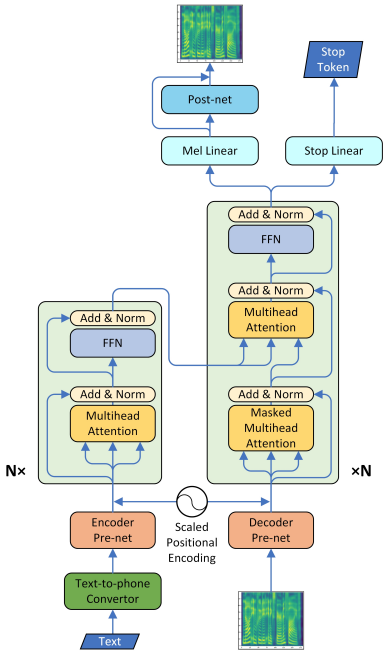 Stop
Token
Post-net
Mel Linear
Stop Linear
Add & Norm
FFN
Add & Norm
Multihead
Attention
Add & Norm
FFN
Add & Norm
Multihead
Attention
Add & Norm
Masked
Multihead
Attention
N×
×N
Encoder
Pre-net
Scaled
Positional
Encoding
Decoder
Pre-net
Text-to-phone
Convertor
Text